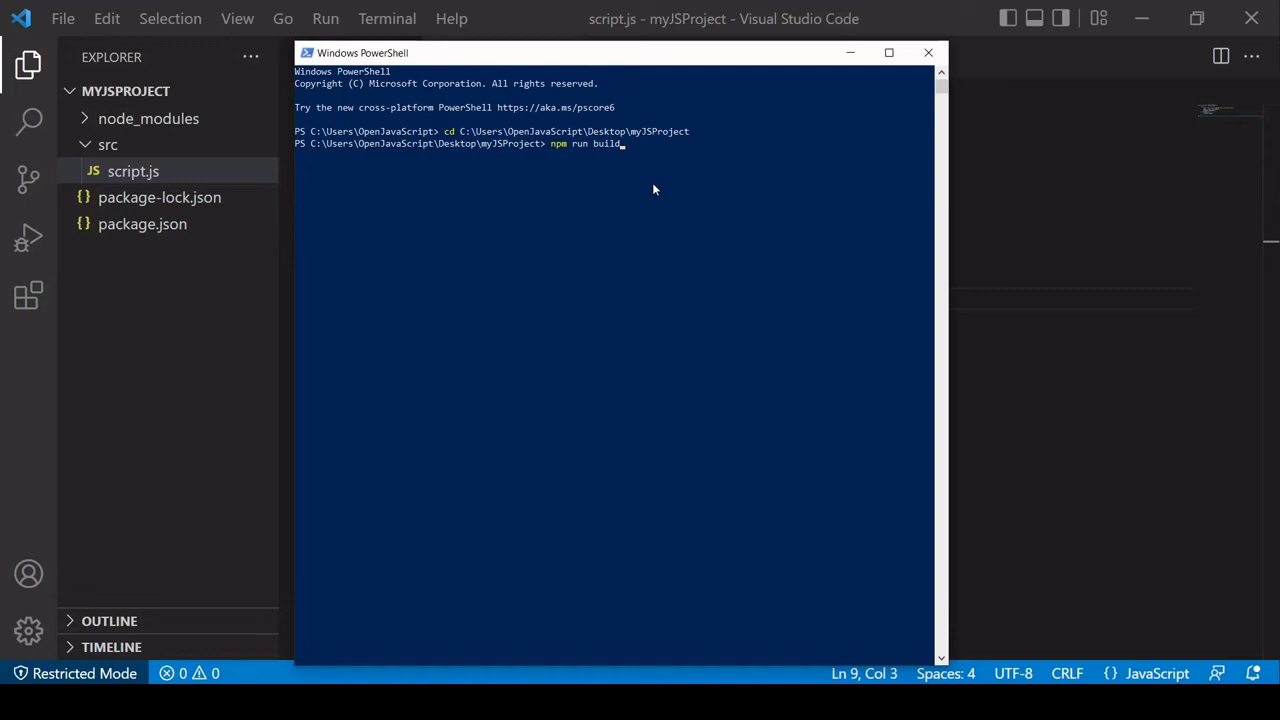 File Edit Selection View Go Run Terminal Help script.js - myJSProject - Visual Studio Code
EXPLORER
MYJSPROJECT
node_modules
src
JS script.js
{} package-lock.json
{} package.json
OUTLINE
TIMELINE
Windows PowerShell
Windows PowerShell
Copyright (C) Microsoft Corporation. All rights reserved.
Try the new cross-platform PowerShell https://aka.ms/pscore6
PS C:\Users\OpenJavaScript> cd C:\Users\OpenJavaScript\Desktop\myJSProject
PS C:\Users\OpenJavaScript\Desktop\myJSProject> npm run build_
Restricted Mode 0 0 Ln 9, Col 3 Spaces: 4 UTF-8 CRLF {} JavaScript